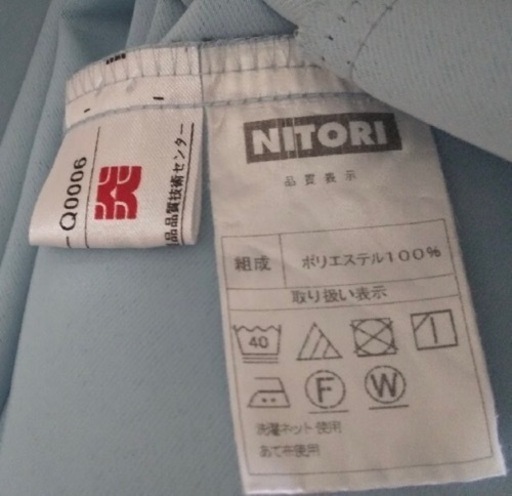 Q0006
品品質技術センター
NITORI
品質表示
組成 ポリエステル100%
取り扱い表示
40
F W
洗濯ネット使用
あて布使用